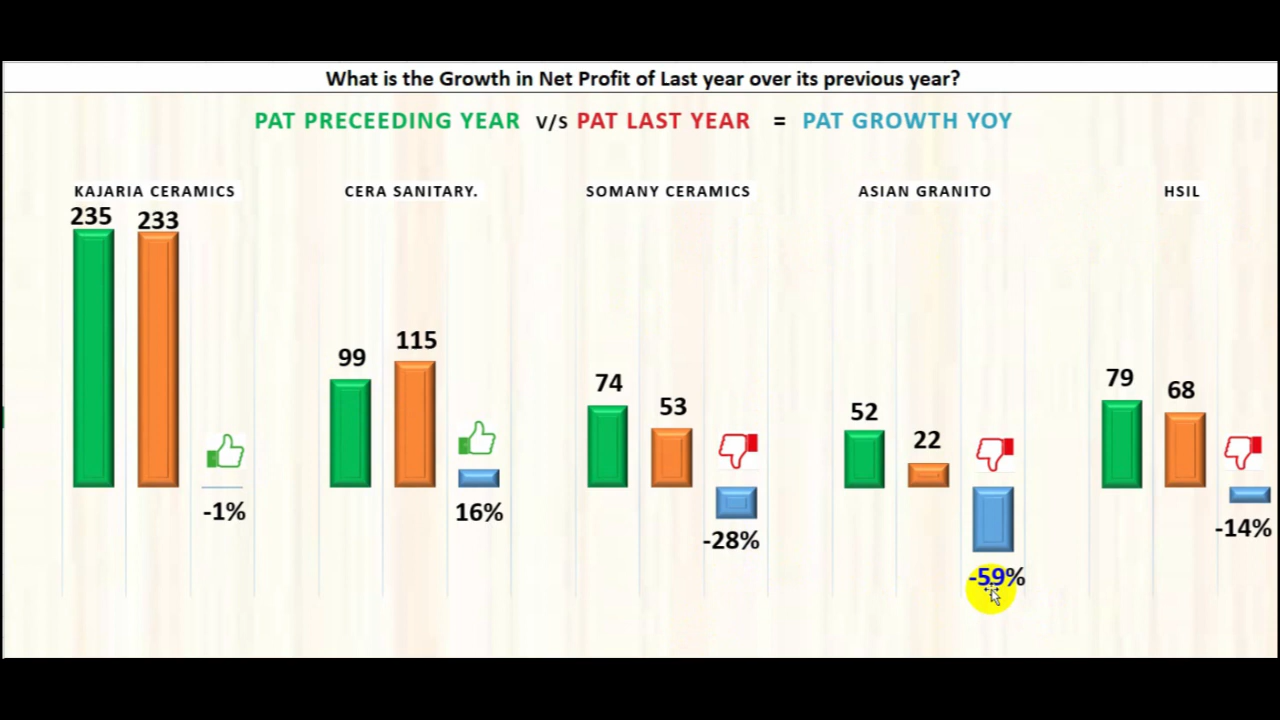 What is the Growth in Net Profit of Last year over its previous year?
PAT PRECEEDING YEAR V/S PAT LAST YEAR = PAT GROWTH YOY
KAJARIA CERAMICS CERA SANITARY. SOMANY CERAMICS ASIAN GRANITO HSIL
235 233
99 115
74 53
52 22
79 68
-1% 16% -28% -59% -14%